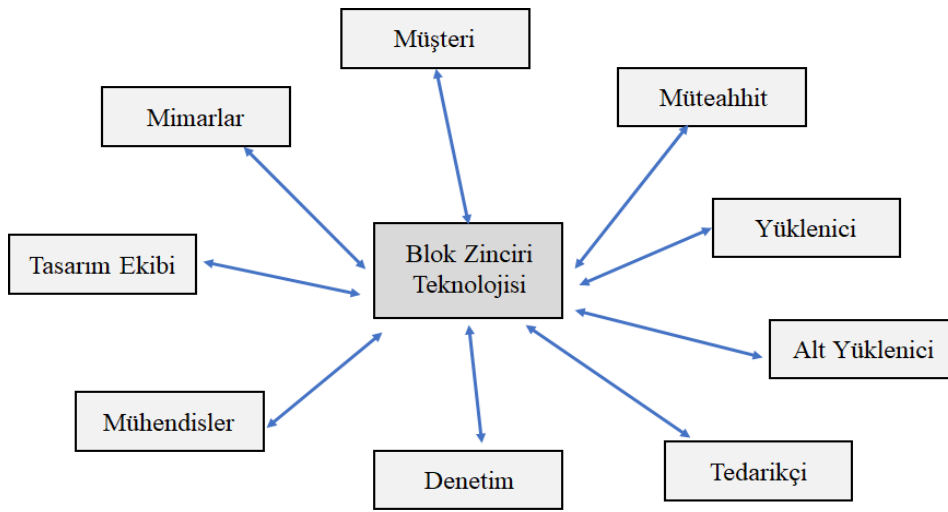 Müşteri
Müteahhit
Mimarlar
Yüklenici
Blok Zinciri
Teknolojisi
Tasarım Ekibi
Alt Yüklenici
Mühendisler
Tedarikçi
Denetim